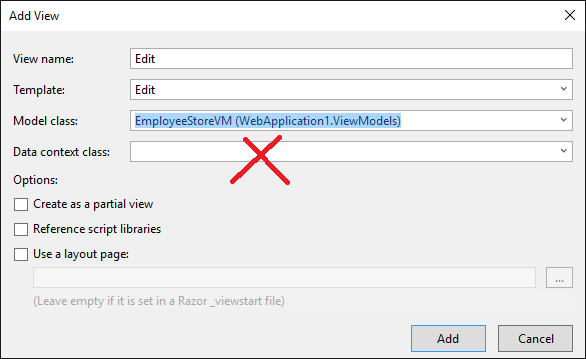 Add View
View name: Edit
Template: Edit
Model class: EmployeeStoreVM (WebApplication1.ViewModels)
Data context class:
Options:
Create as a partial view
Reference script libraries
Use a layout page:
...
(Leave empty if it is set in a Razor _viewstart file)
Add Cancel